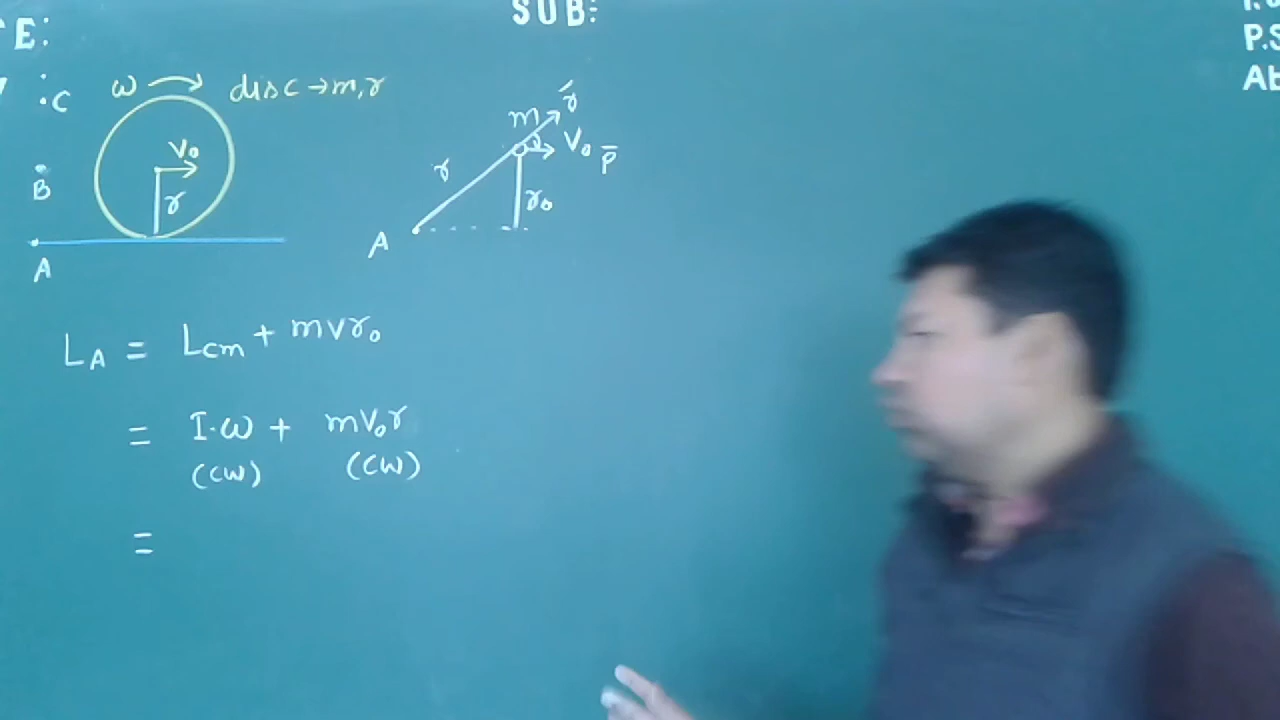 E:
SUB:
P.S
Ab
C
ω
disc → m, r
V₀
r
B
A
m
r̂
V₀
p̄
r
r₀
A
L_A = L_cm + mvr₀
= I·ω + mV₀r
(CW) (CW)
=